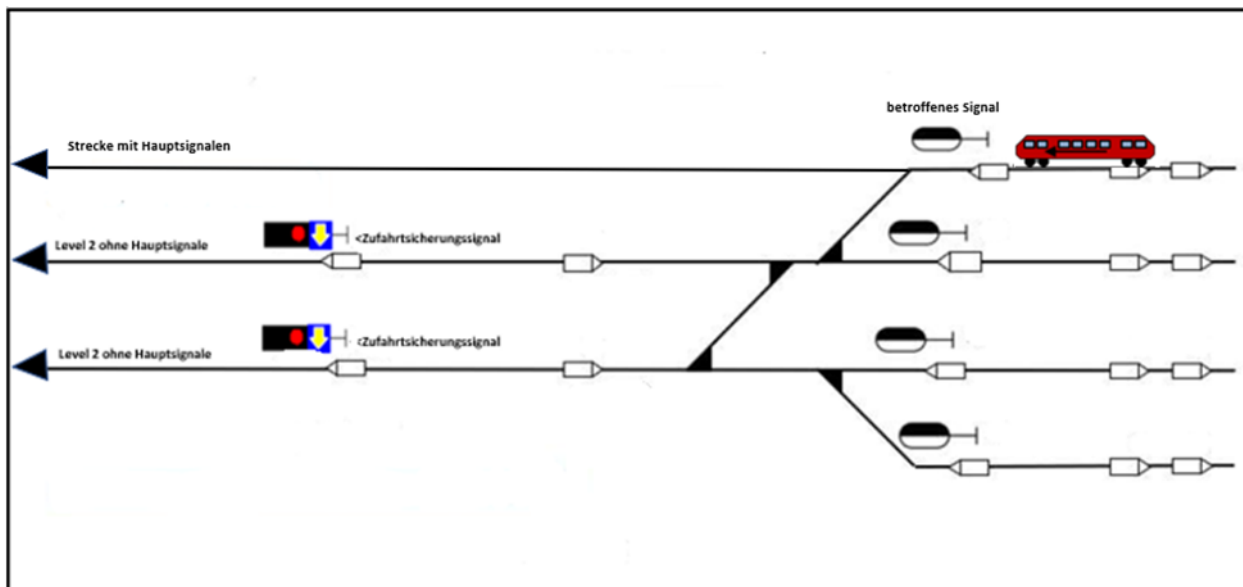 betroffenes Signal
Strecke mit Hauptsignalen
Level 2 ohne Hauptsignale
<Zufahrtsicherungssignal
Level 2 ohne Hauptsignale
<Zufahrtsicherungssignal